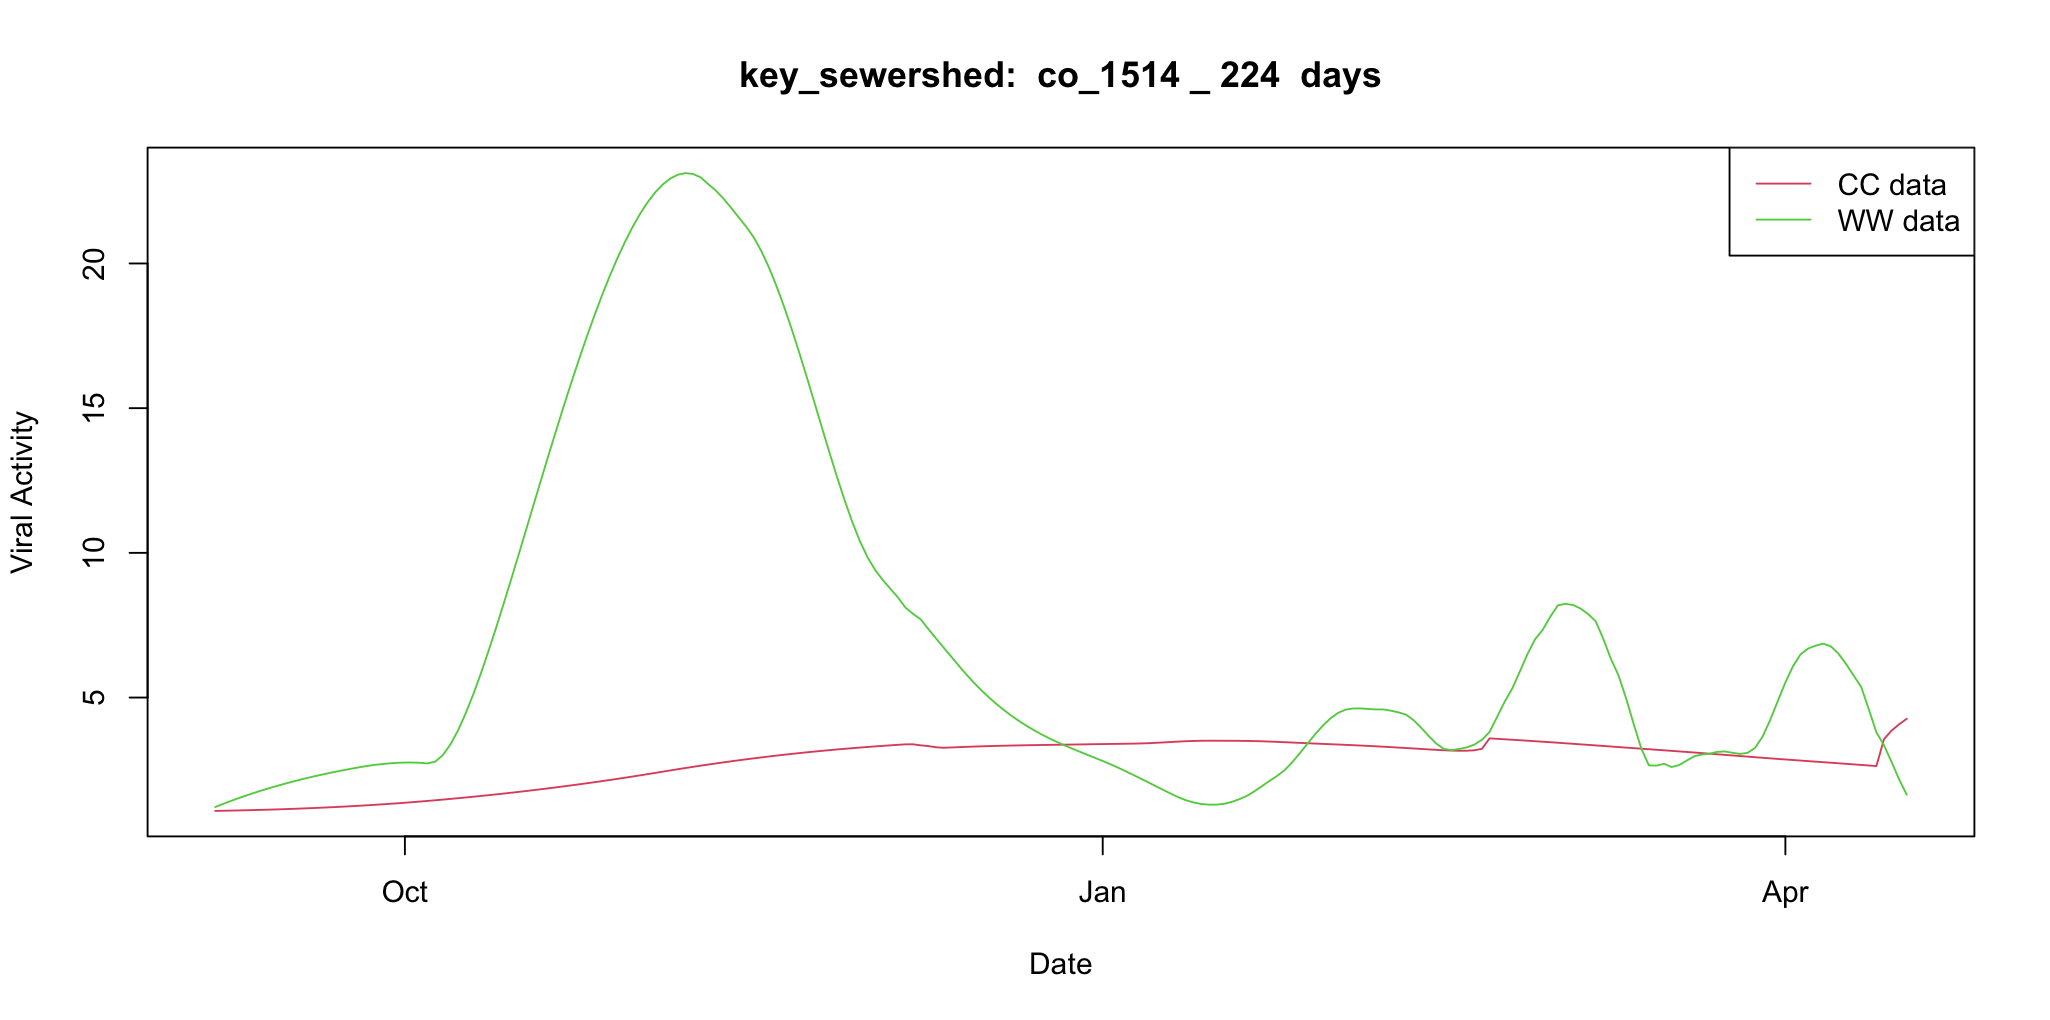 key_sewershed: co_1514 _ 224 days
CC data
WW data
20
15
10
5
Viral Activity
Oct
Jan
Apr
Date